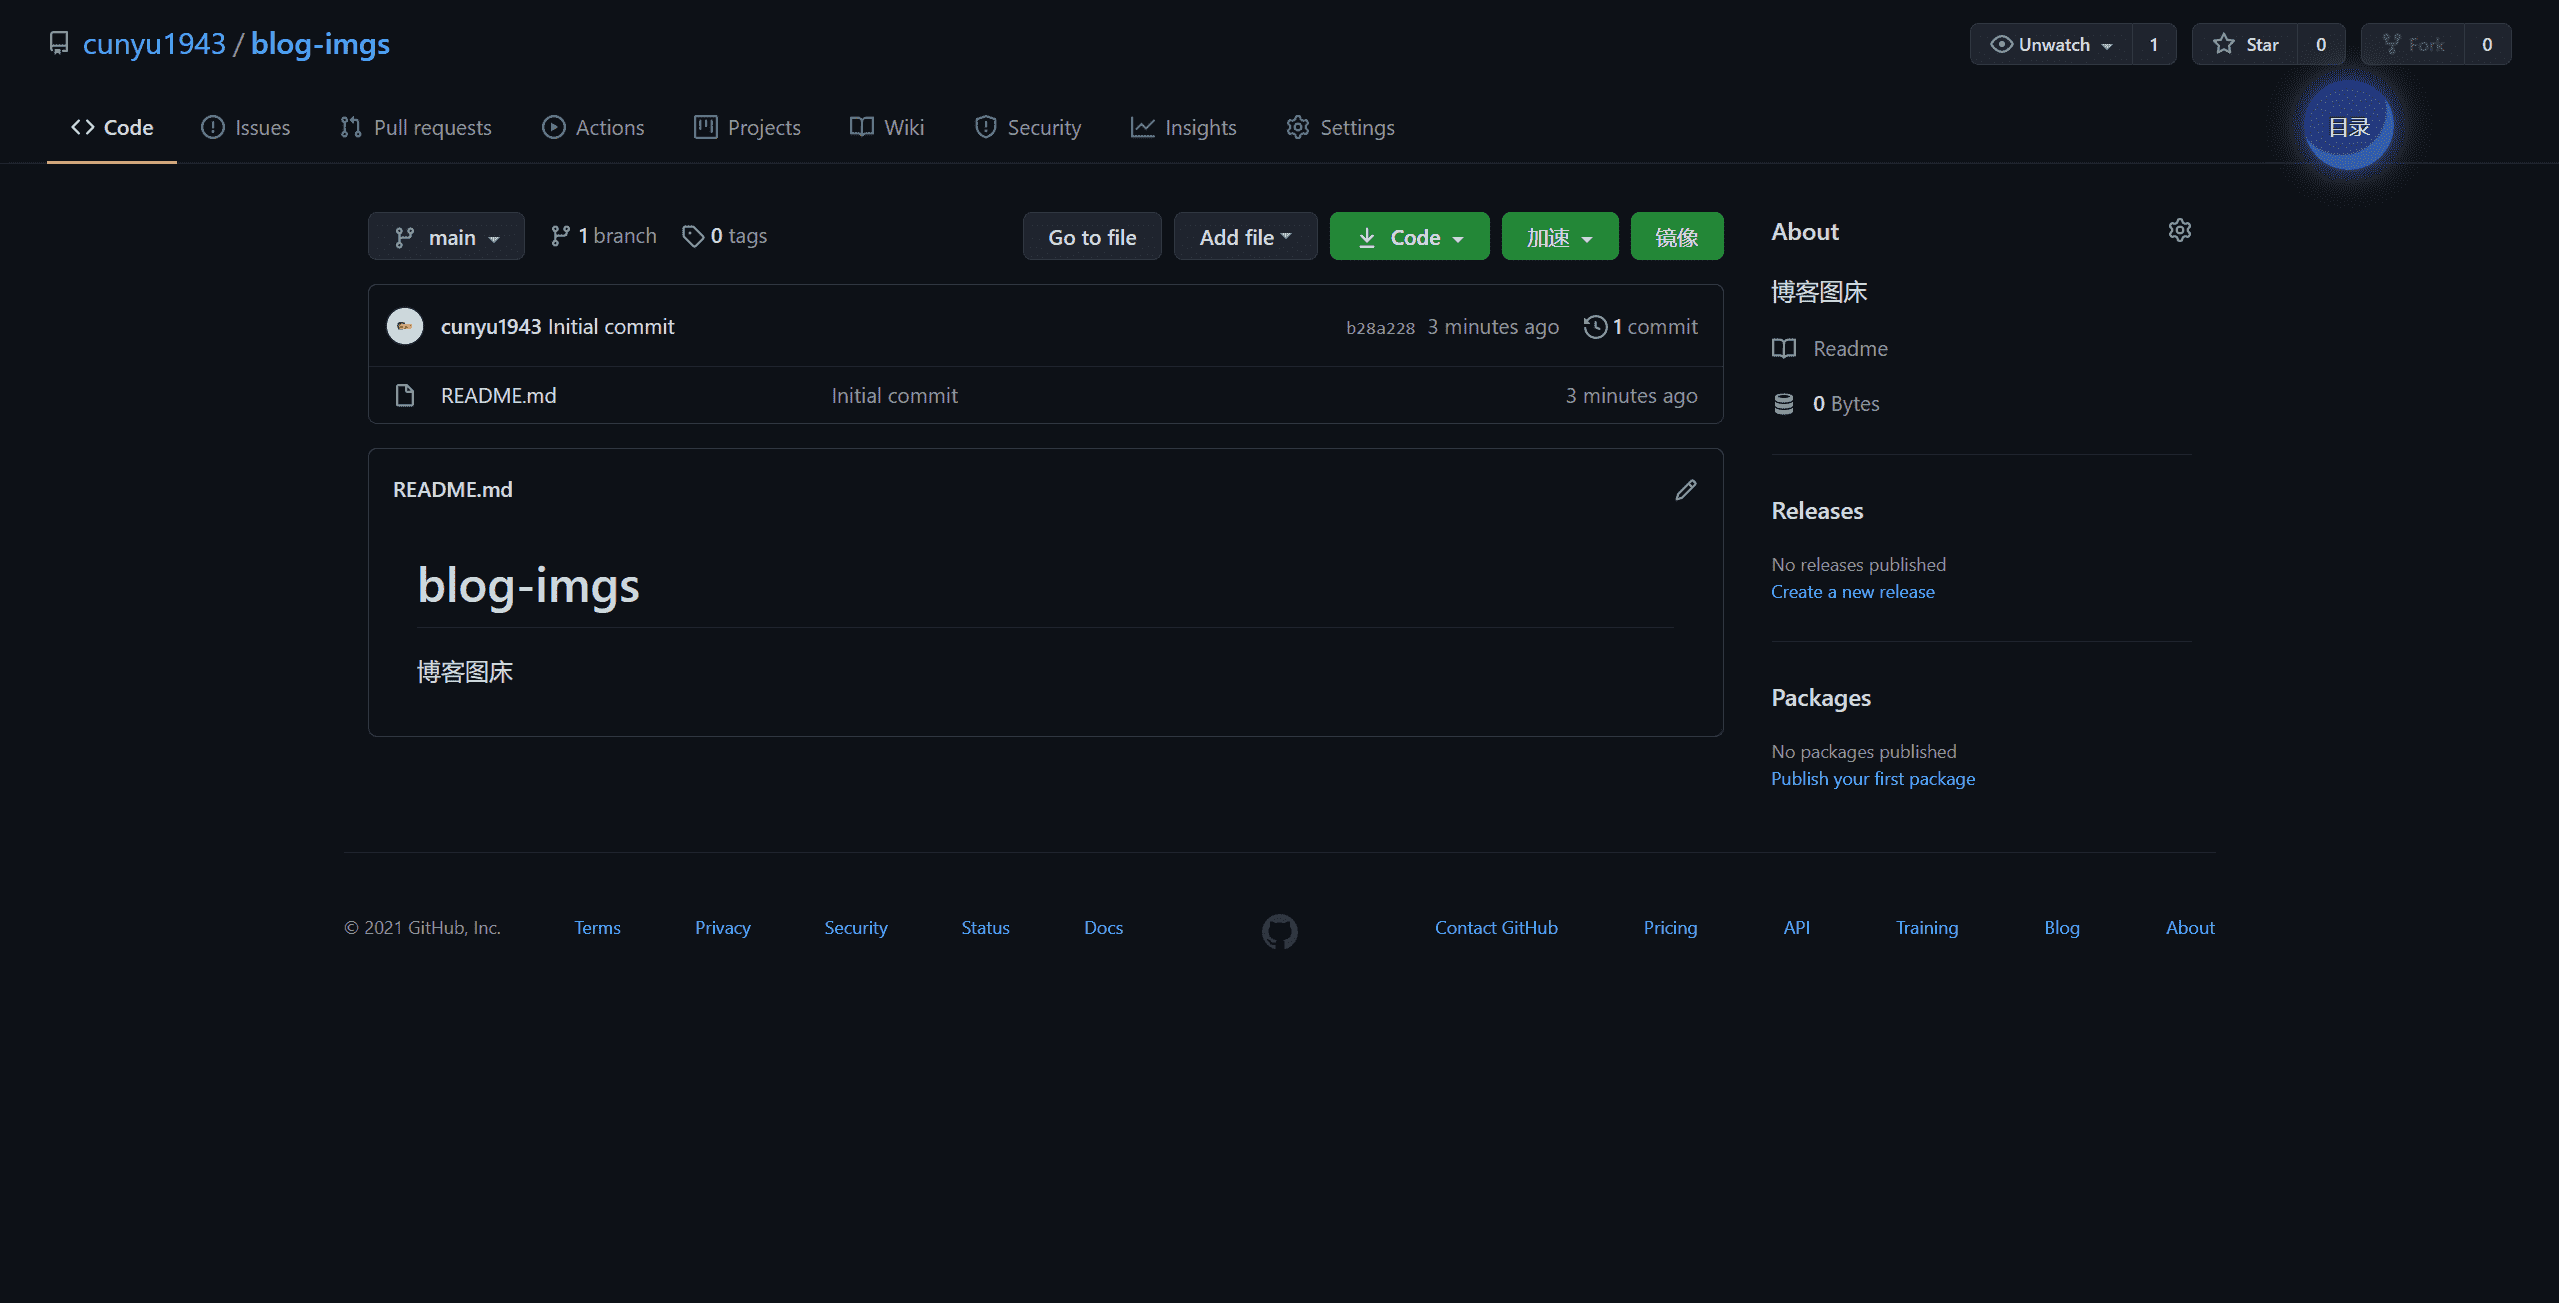 cunyu1943 / blog-imgs
Unwatch 1 Star 0 Fork 0
Code Issues Pull requests Actions Projects Wiki Security Insights Settings
目录
main 1 branch 0 tags Go to file Add file Code 加速 镜像
cunyu1943 Initial commit b28a228 3 minutes ago 1 commit
README.md Initial commit 3 minutes ago
README.md
blog-imgs
博客图床
About
博客图床
Readme
0 Bytes
Releases
No releases published
Create a new release
Packages
No packages published
Publish your first package
© 2021 GitHub, Inc. Terms Privacy Security Status Docs Contact GitHub Pricing API Training Blog About